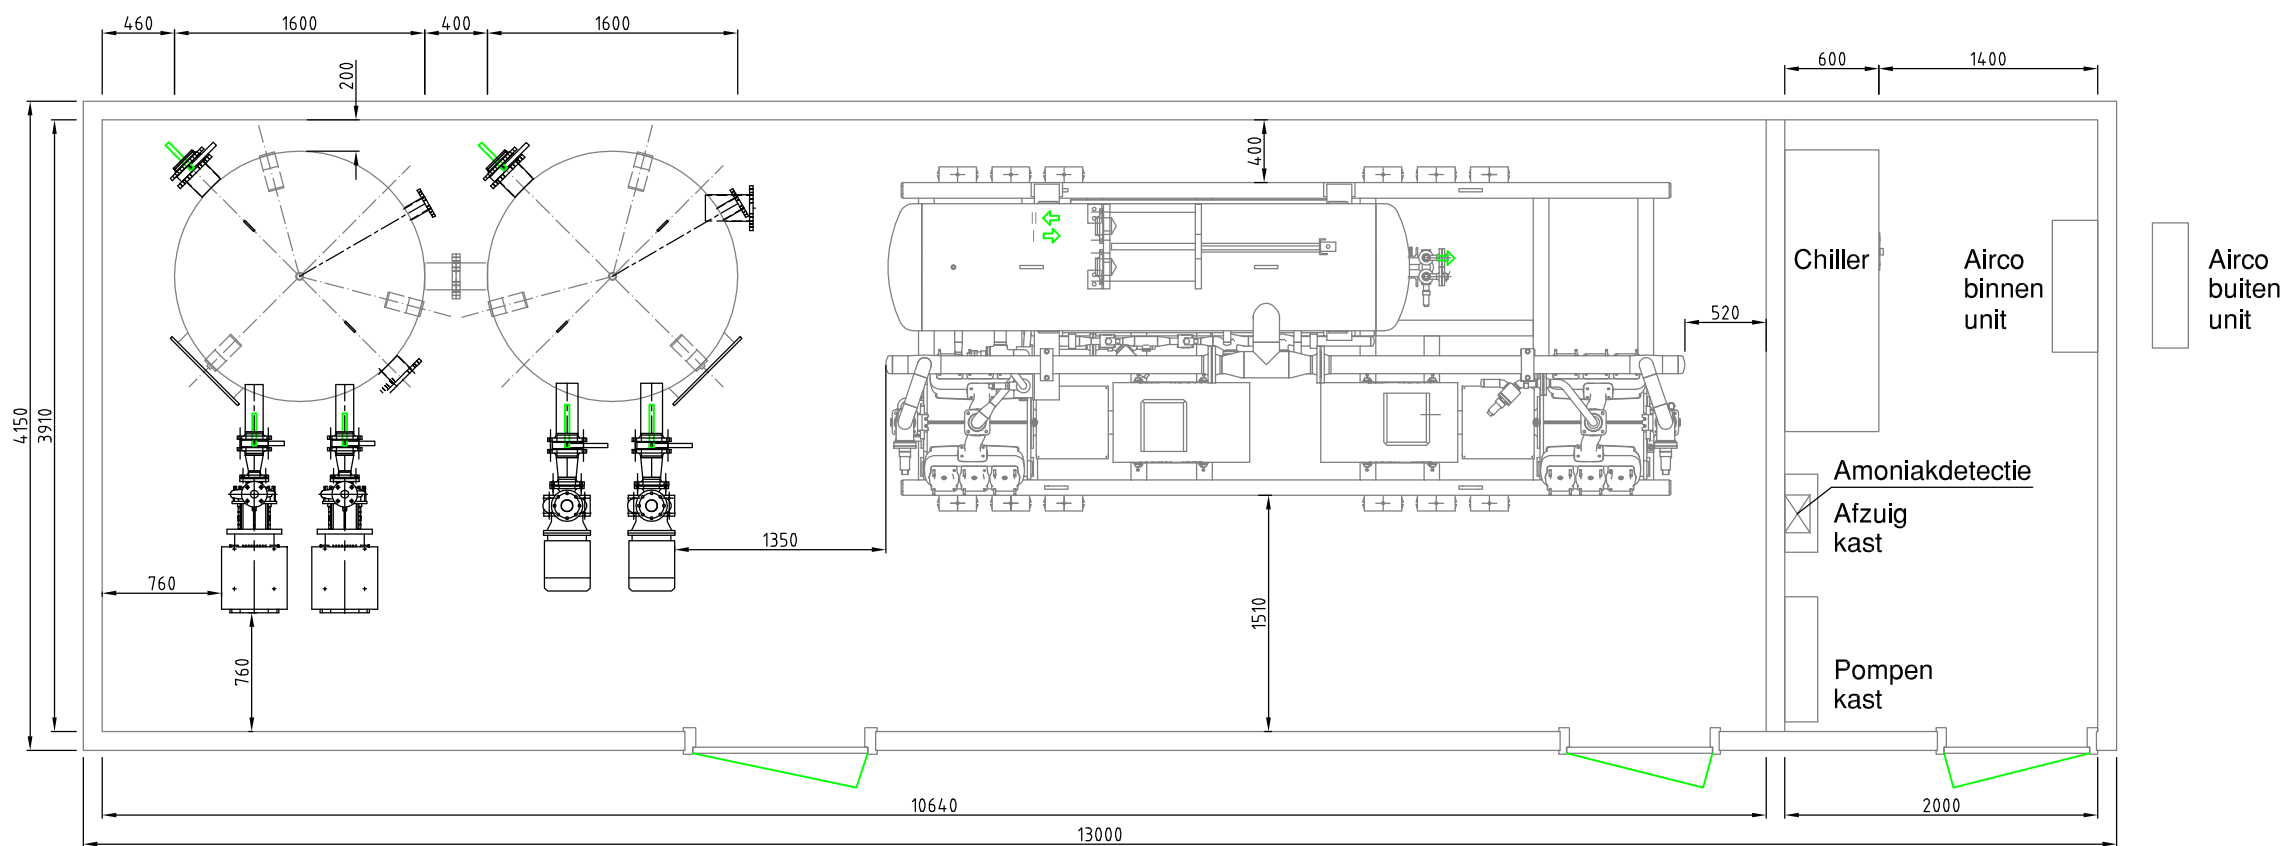 460
1600
400
1600
200
600
1400
400
Chiller
Airco
binnen
unit
Airco
buiten
unit
520
4150
3910
Amoniakdetectie
Afzuig
kast
1350
760
1510
760
Pompen
kast
10640
2000
13000